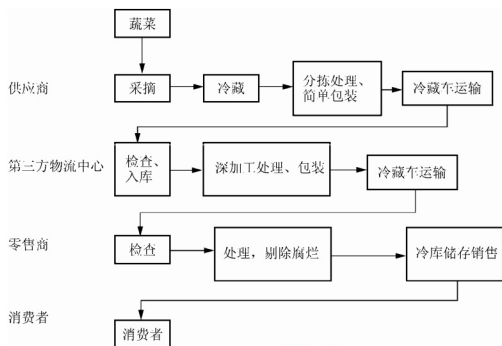 蔬菜
供应商
采摘
冷藏
分拣处理、
简单包装
冷藏车运输
第三方物流中心
检查、
入库
深加工处理、包装
冷藏车运输
零售商
检查
处理，剔除腐烂
冷库储存销售
消费者
消费者